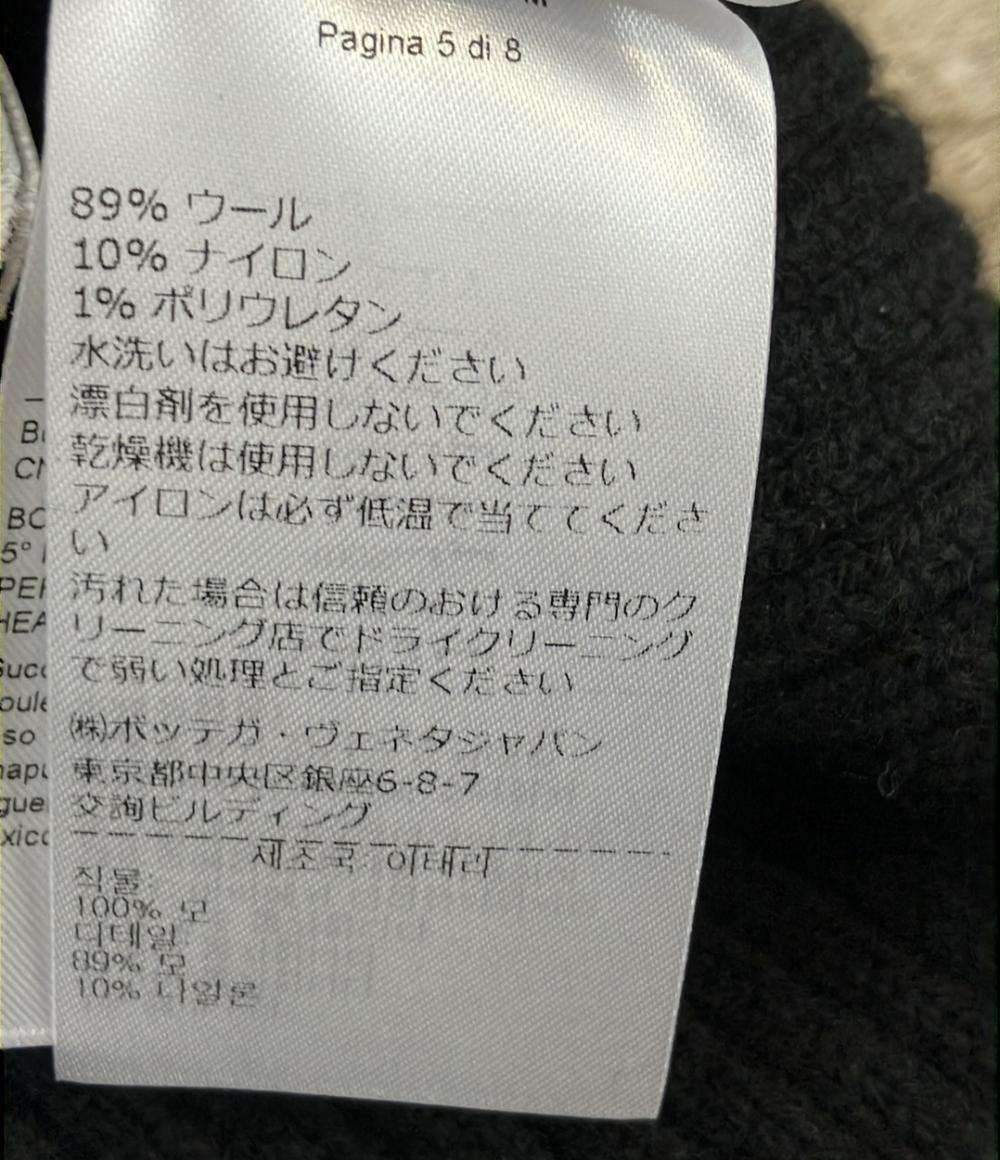 Pagina 5 di 8
89% ウール
10% ナイロン
1% ポリウレタン
水洗いはお避けください
漂白剤を使用しないでください
乾燥機は使用しないでください
アイロンは必ず低温で当ててくださ
い
汚れた場合は信頼のおける専門のク
リーニング店でドライクリーニング
で弱い処理とご指定ください
㈱ボッテガ・ヴェネタジャパン
東京都中央区銀座6-8-7
交詢ビルディング
제조국: 이태리
직물:
100% 모
디테일:
89% 모
10% 나일론
BO
5°
PER
HEA